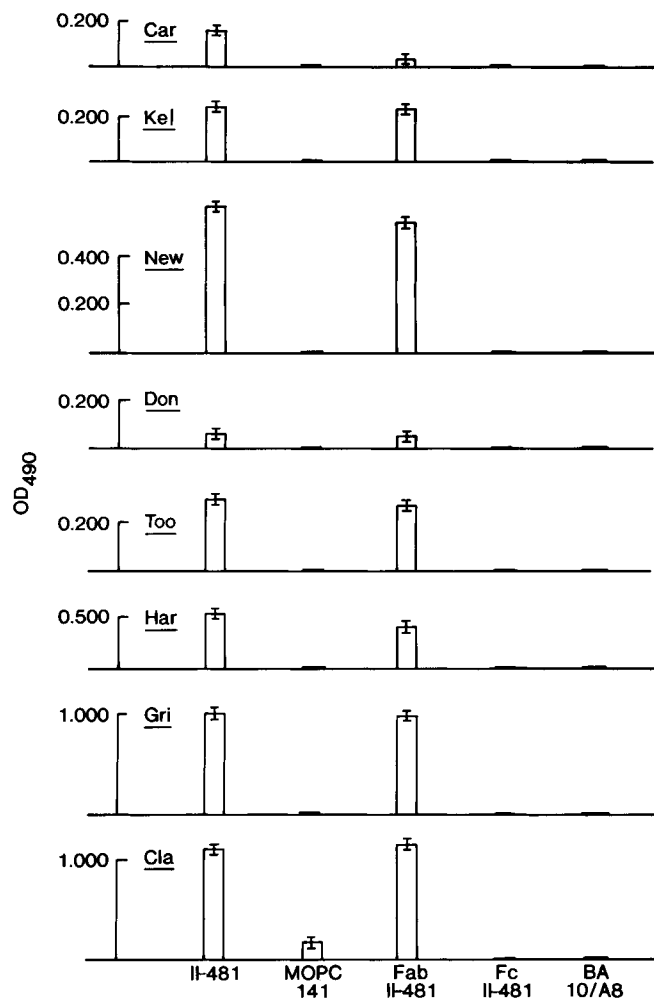 0.200 Car
Kel
0.200
New
0.400
0.200
0.200 Don
Too
0.200
0.500 Har
1.000 Gri
1.000 Cla
OD490
II-481 MOPC 141 Fab II-481 Fc II-481 BA 10/A8